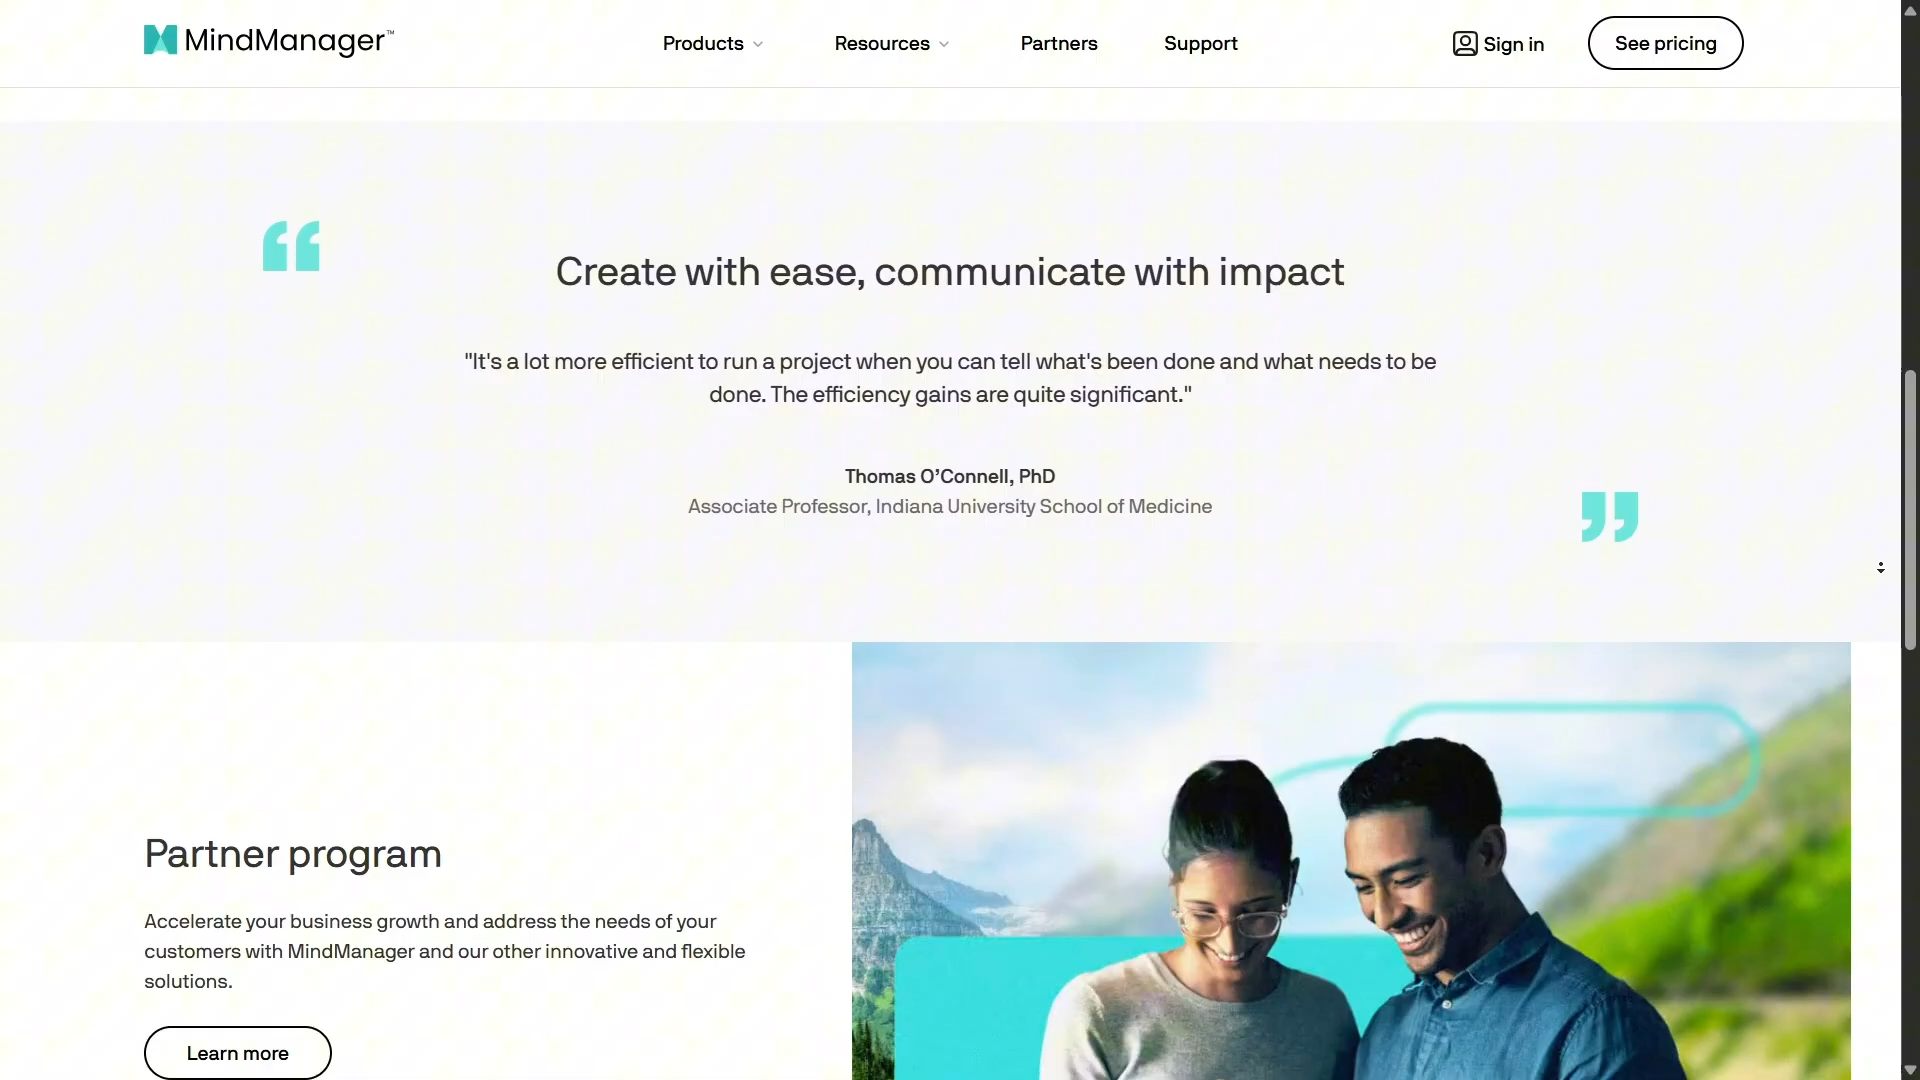 MindManager™
Products
Resources
Partners
Support
Sign in
See pricing
Create with ease, communicate with impact
"It's a lot more efficient to run a project when you can tell what's been done and what needs to be
done. The efficiency gains are quite significant."
Thomas O’Connell, PhD
Associate Professor, Indiana University School of Medicine
Partner program
Accelerate your business growth and address the needs of your
customers with MindManager and our other innovative and flexible
solutions.
Learn more